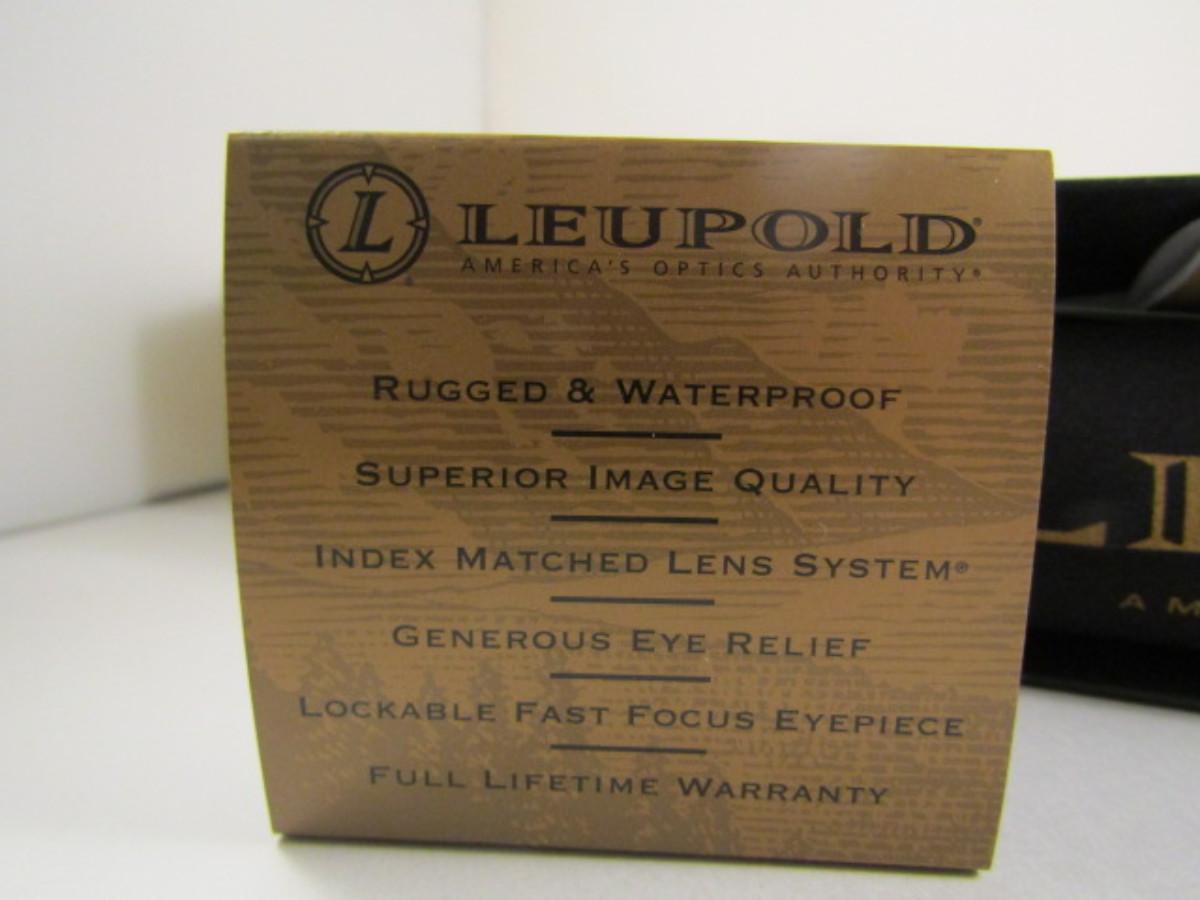 L
LEUPOLD®
AMERICA'S OPTICS AUTHORITY®
RUGGED & WATERPROOF
SUPERIOR IMAGE QUALITY
INDEX MATCHED LENS SYSTEM®
GENEROUS EYE RELIEF
LOCKABLE FAST FOCUS EYEPIECE
FULL LIFETIME WARRANTY